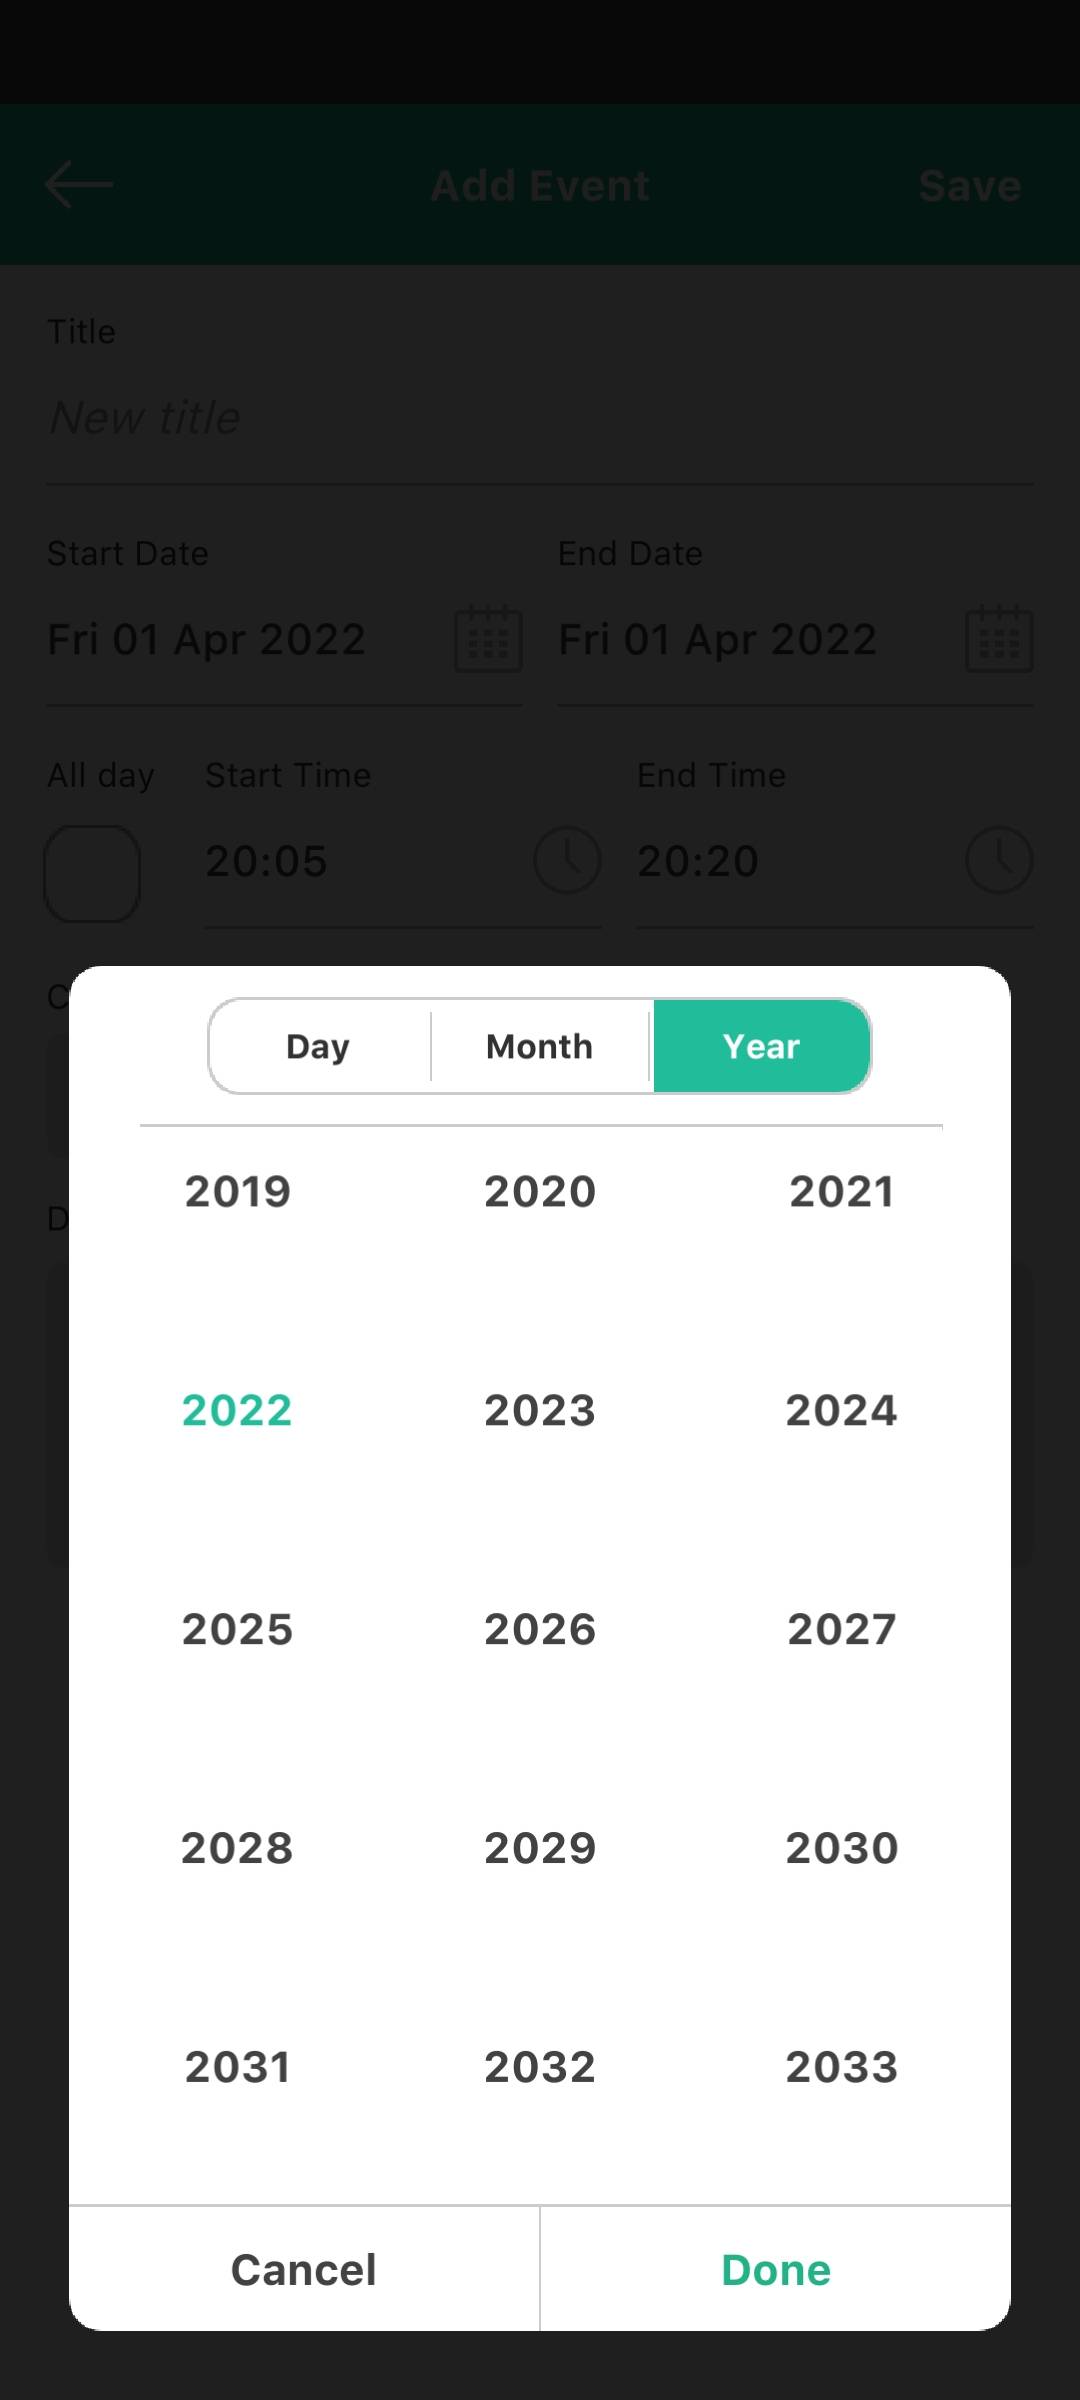 Add Event
Save
Title
New title
Start Date
End Date
Fri 01 Apr 2022
Fri 01 Apr 2022
All day
Start Time
End Time
20:05
20:20
Day
Month
Year
2019
2020
2021
2022
2023
2024
2025
2026
2027
2028
2029
2030
2031
2032
2033
Cancel
Done